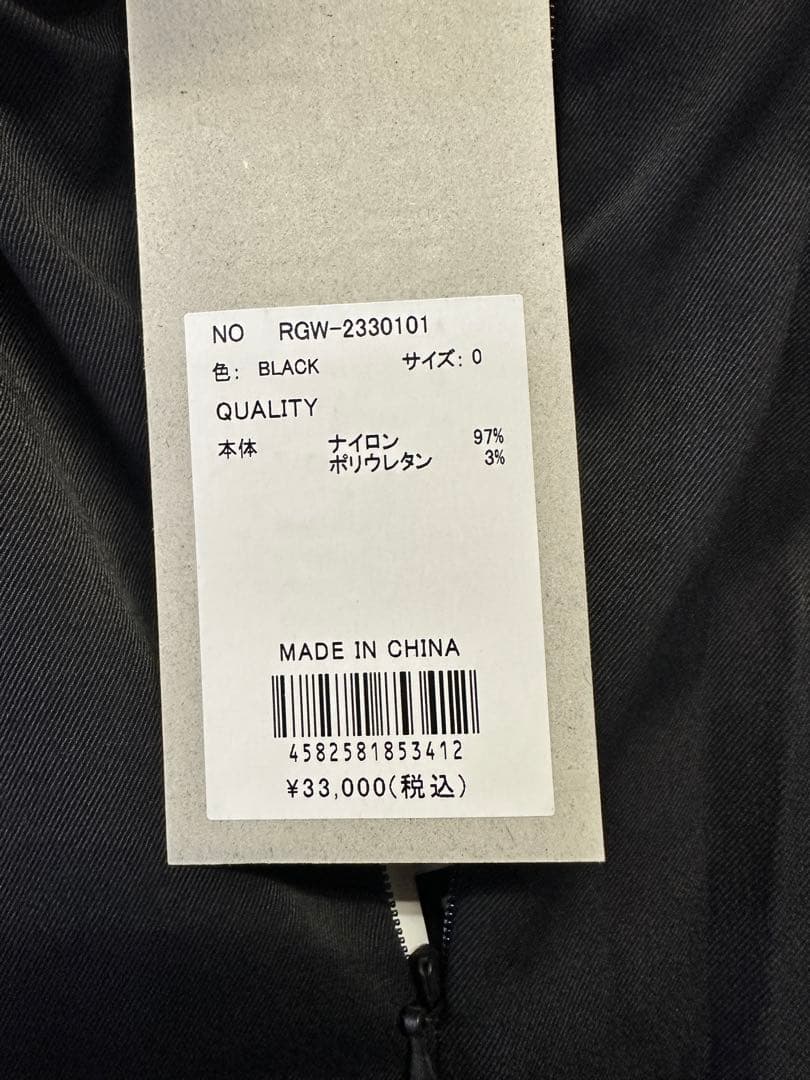 NO RGW-2330101
色: BLACK サイズ: 0
QUALITY
本体 ナイロン 97%
ポリウレタン 3%
MADE IN CHINA
4582581853412
¥33,000(税込)